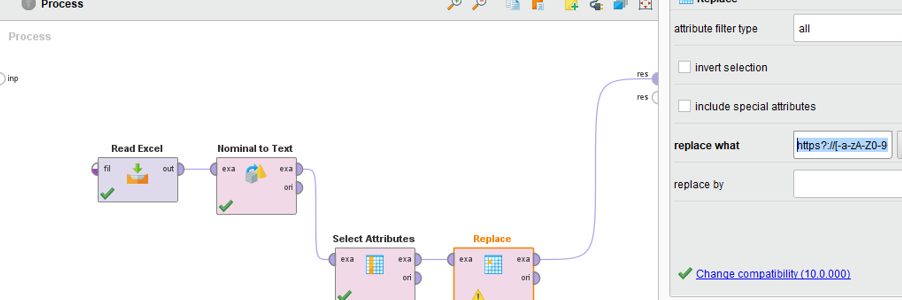 Process
Replace
Process
attribute filter type
all
inp
res
res
invert selection
include special attributes
Read Excel
Nominal to Text
replace what
https?://[-a-zA-Z0-9
fil
out
exa
exa
ori
replace by
Select Attributes
Replace
exa
exa
ori
exa
exa
ori
Change compatibility (10.0.000)